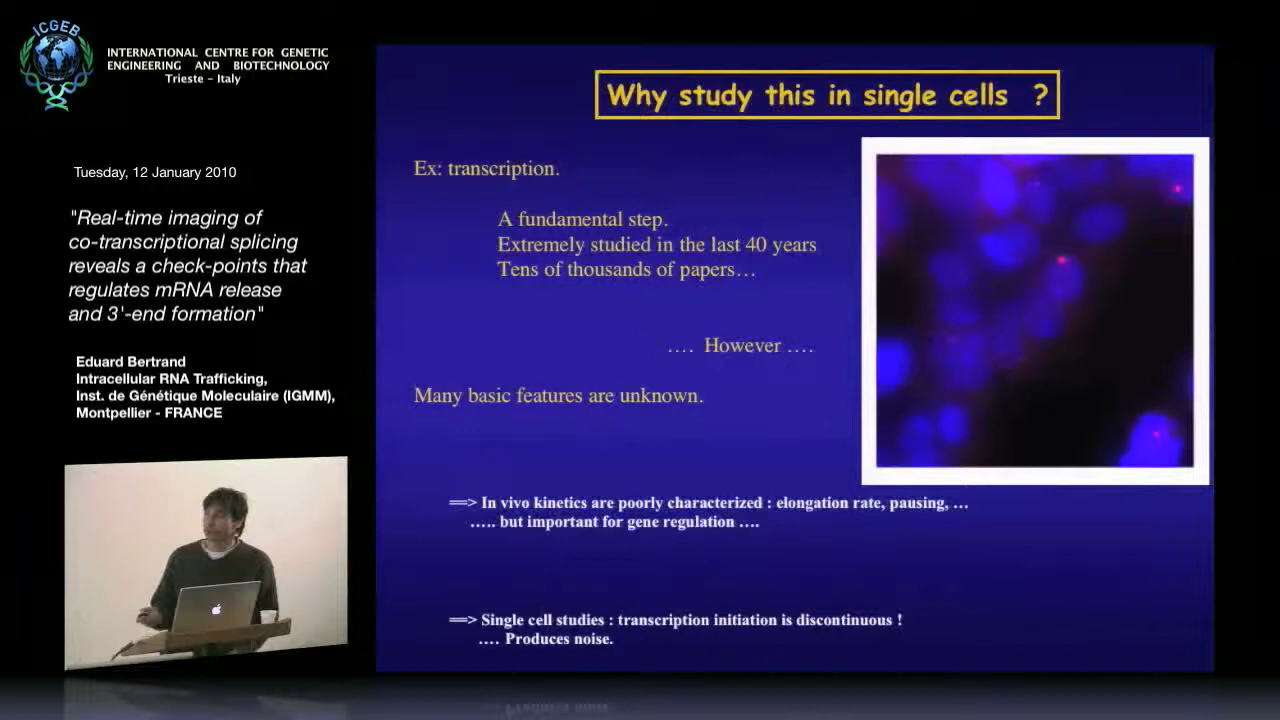 ICGEB
INTERNATIONAL CENTRE FOR GENETIC
ENGINEERING AND BIOTECHNOLOGY
Trieste - Italy
Tuesday, 12 January 2010
"Real-time imaging of
co-transcriptional splicing
reveals a check-points that
regulates mRNA release
and 3'-end formation"
Eduard Bertrand
Intracellular RNA Trafficking,
Inst. de Génétique Moleculaire (IGMM),
Montpellier - FRANCE
Why study this in single cells ?
Ex: transcription.
A fundamental step.
Extremely studied in the last 40 years
Tens of thousands of papers…
…. However ….
Many basic features are unknown.
==> In vivo kinetics are poorly characterized : elongation rate, pausing, …
….. but important for gene regulation ….
==> Single cell studies : transcription initiation is discontinuous !
…. Produces noise.